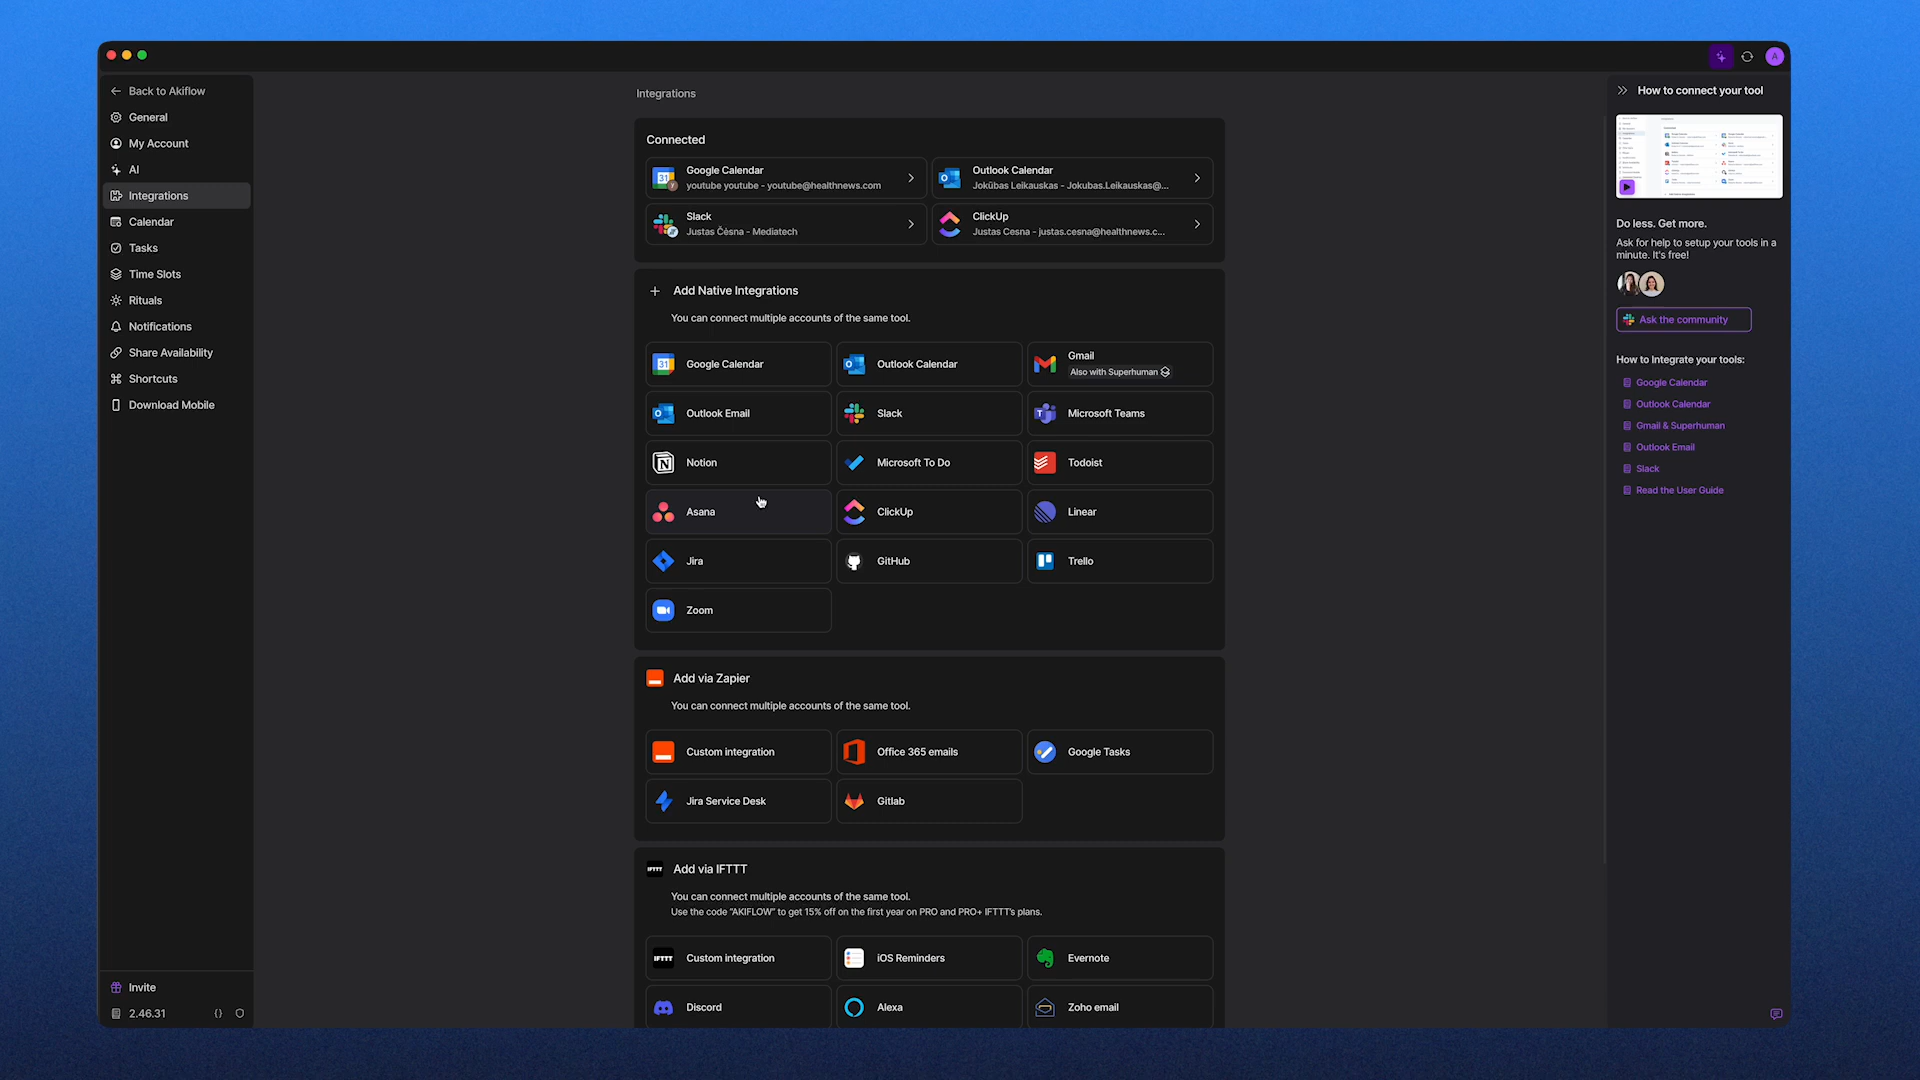 A
Back to Akiflow
General
My Account
AI
Integrations
Calendar
Tasks
Time Slots
Rituals
Notifications
Share Availability
Shortcuts
Download Mobile
Invite
2.46.31
Integrations
Connected
Google Calendar
youtube youtube - youtube@healthnews.com
Outlook Calendar
Jokūbas Leikauskas - Jokubas.Leikauskas@...
Slack
Justas Čėsna - Mediatech
ClickUp
Justas Cesna - justas.cesna@healthnews.c...
Add Native Integrations
You can connect multiple accounts of the same tool.
Google Calendar
Outlook Calendar
Gmail
Also with Superhuman
Outlook Email
Slack
Microsoft Teams
Notion
Microsoft To Do
Todoist
Asana
ClickUp
Linear
Jira
GitHub
Trello
Zoom
Add via Zapier
You can connect multiple accounts of the same tool.
Custom integration
Office 365 emails
Google Tasks
Jira Service Desk
Gitlab
IFTTT
Add via IFTTT
You can connect multiple accounts of the same tool.
Use the code "AKIFLOW" to get 15% off on the first year on PRO and PRO+ IFTTT's plans.
IFTTT
Custom integration
iOS Reminders
Evernote
Discord
Alexa
Zoho email
How to connect your tool
Do less. Get more.
Ask for help to setup your tools in a
minute. It's free!
Ask the community
How to Integrate your tools:
Google Calendar
Outlook Calendar
Gmail & Superhuman
Outlook Email
Slack
Read the User Guide